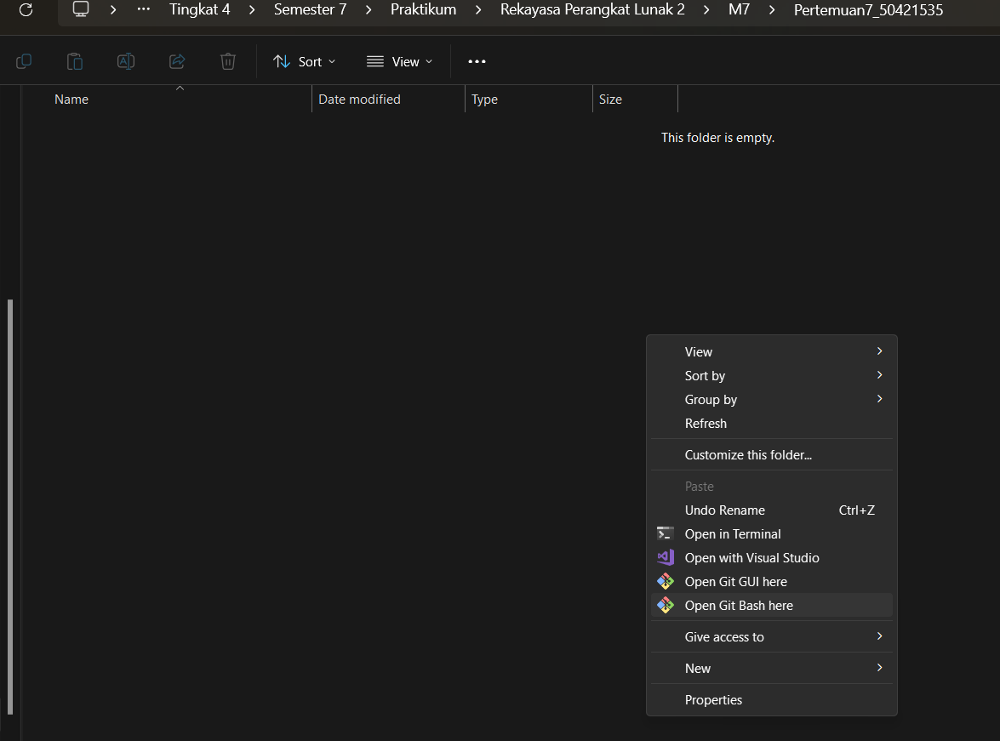 ··· Tingkat 4 > Semester 7 > Praktikum > Rekayasa Perangkat Lunak 2 > M7 > Pertemuan7_50421535
Sort View ···
Name Date modified Type Size
This folder is empty.
View
Sort by
Group by
Refresh
Customize this folder...
Paste
Undo Rename Ctrl+Z
Open in Terminal
Open with Visual Studio
Open Git GUI here
Open Git Bash here
Give access to
New
Properties